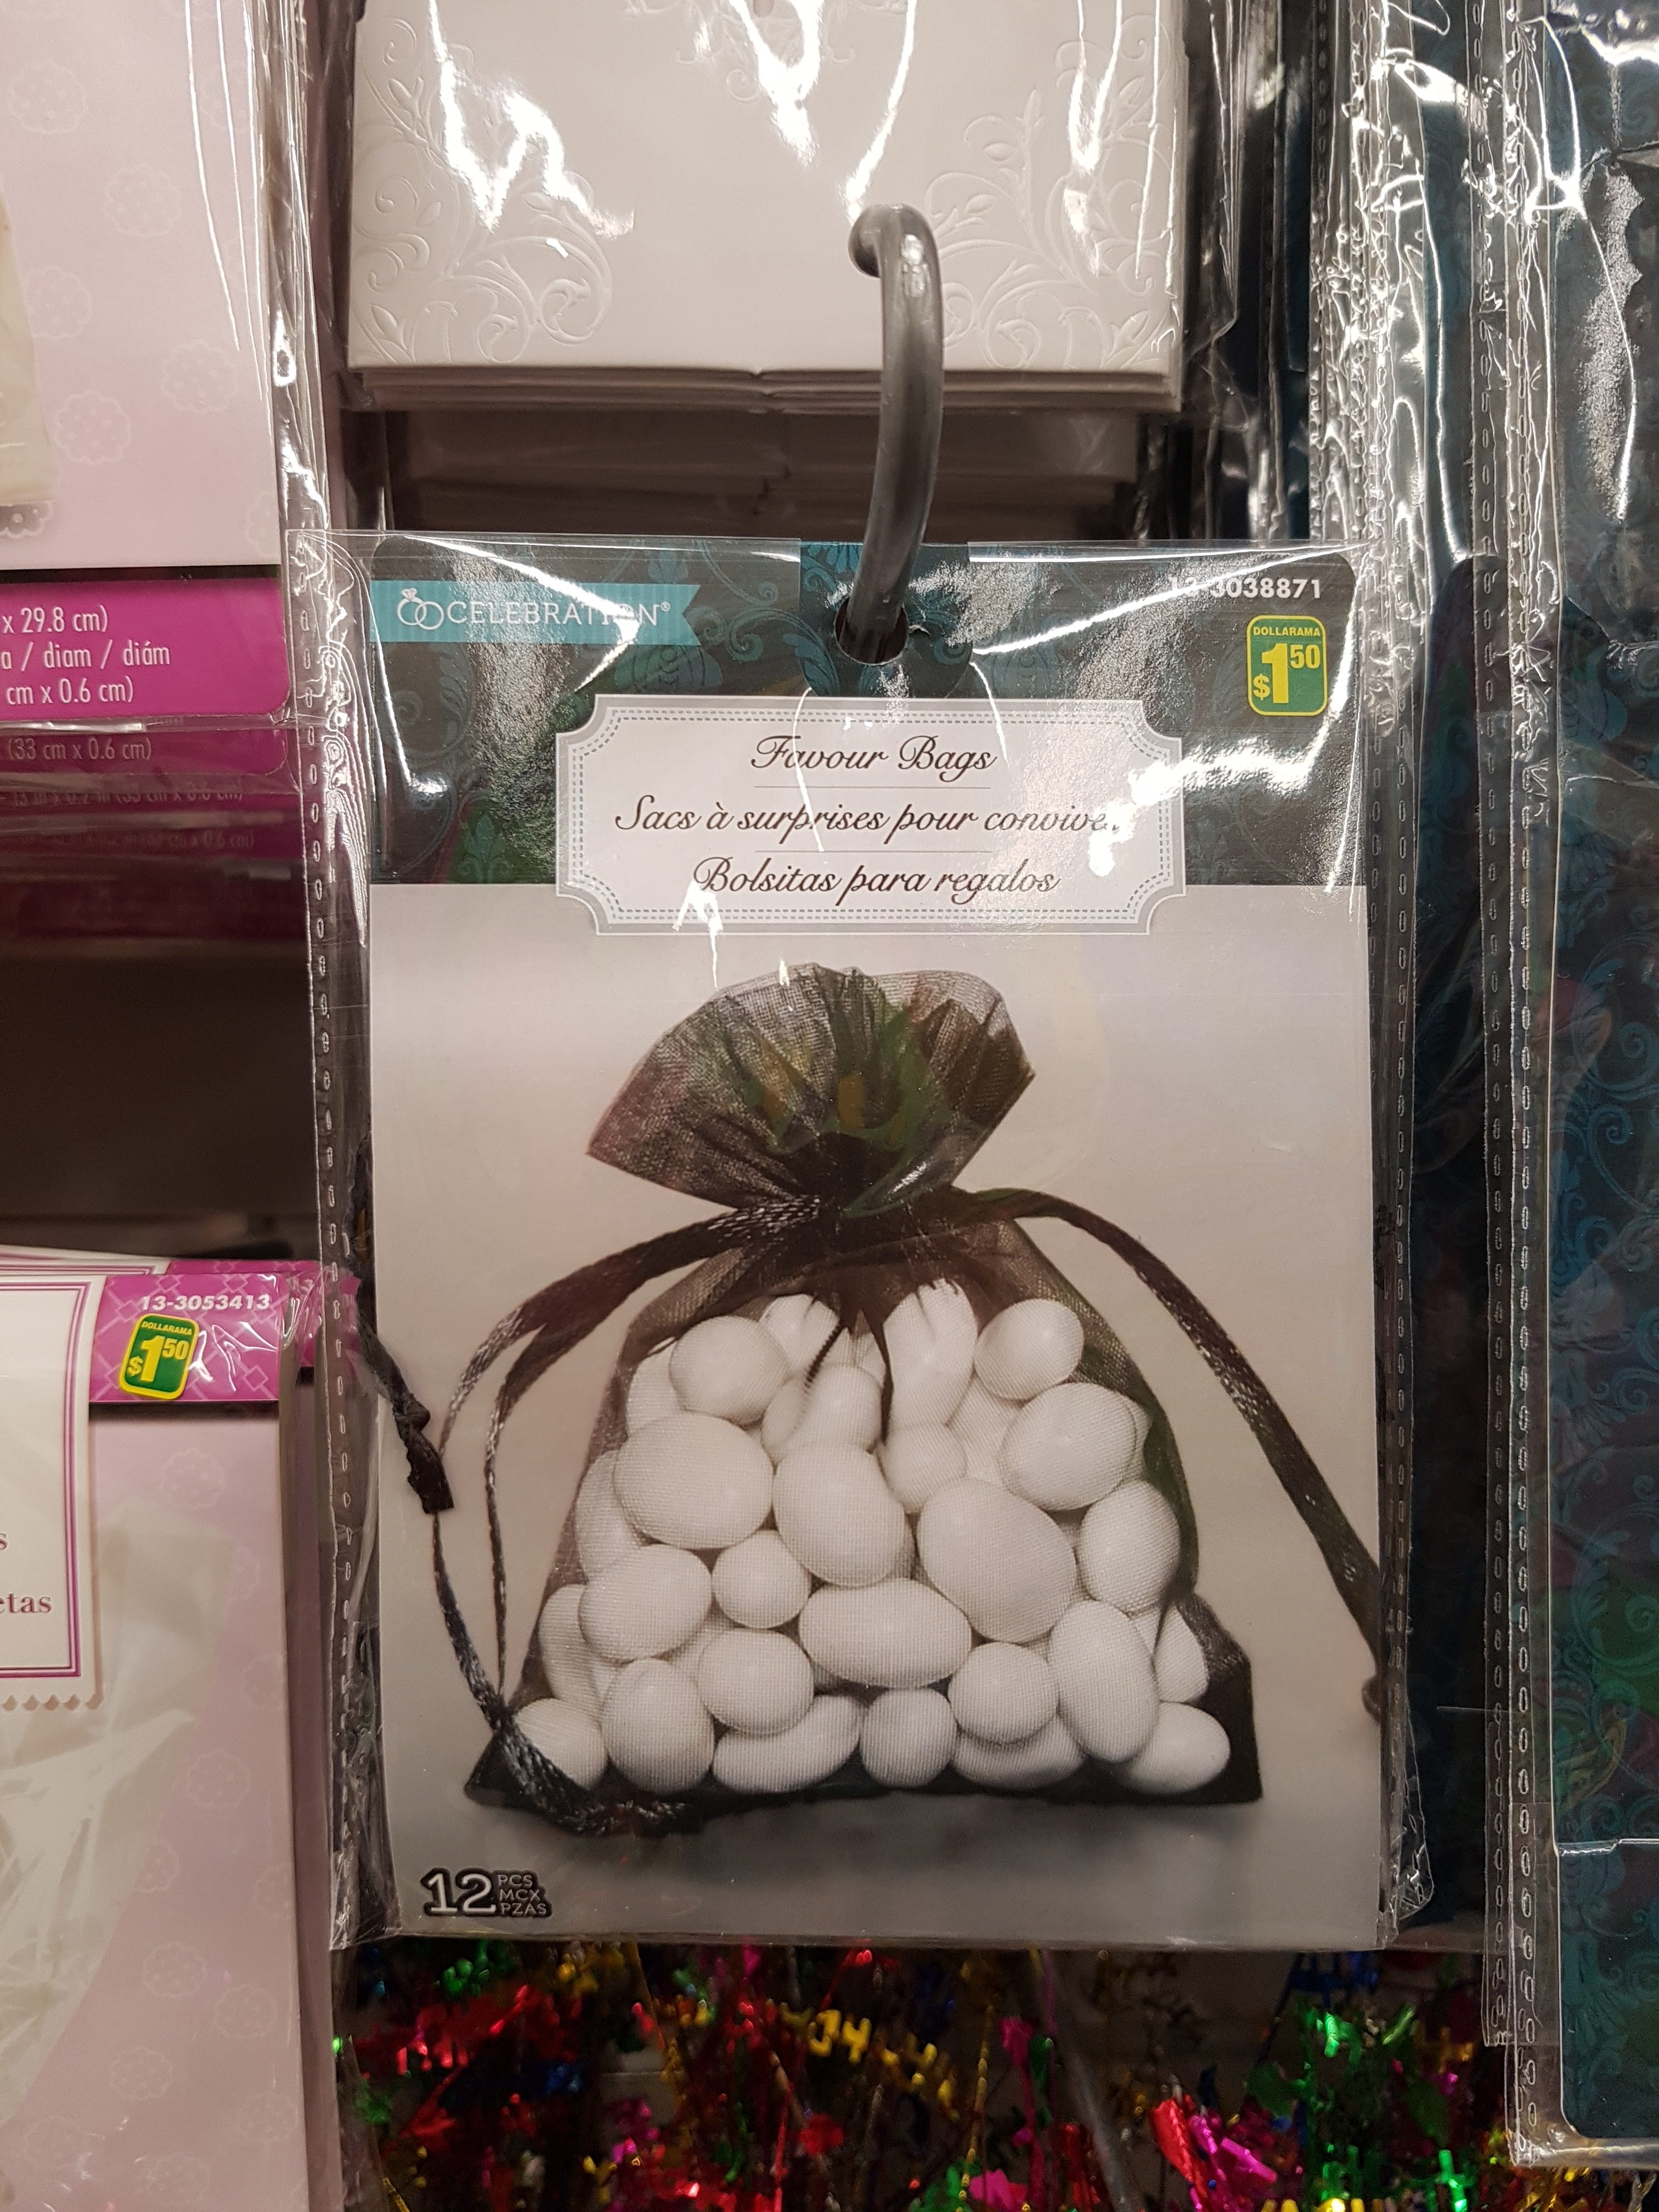 x 29.8 cm)
a / diam / diám
cm x 0.6 cm)
(33 cm x 0.6 cm)
CELEBRATION®
13-3038871
DOLLARAMA
$1.50
Favour Bags
Sacs à surprises pour
Bolsitas para regalos
13-3053413
DOLLARAMA
$1.50
s
etas
12 PCS
MCX
PZAS